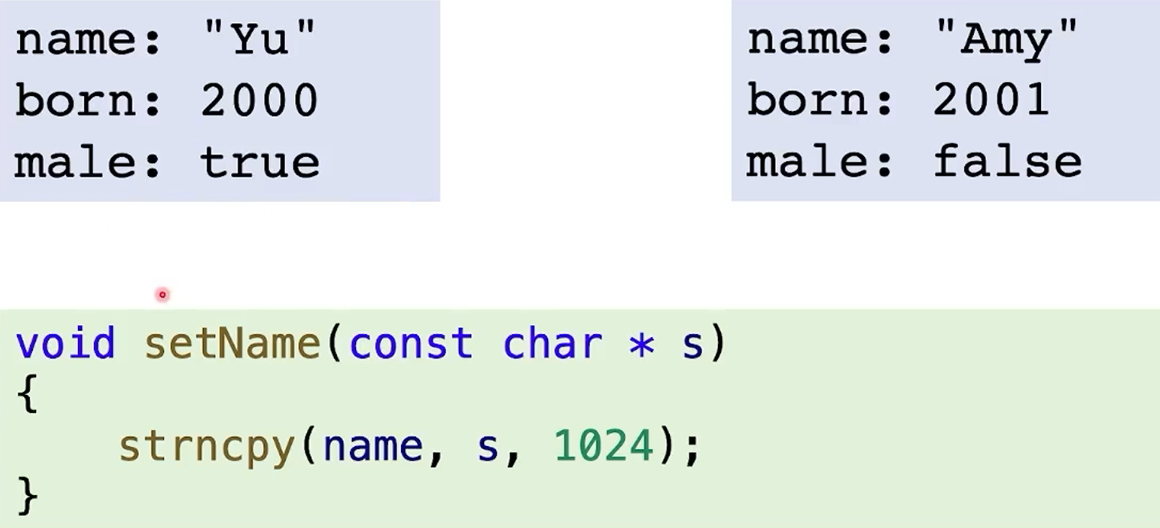 name: "Yu"
born: 2000
male: true
name: "Amy"
born: 2001
male: false
void setName(const char * s)
{
    strncpy(name, s, 1024);
}